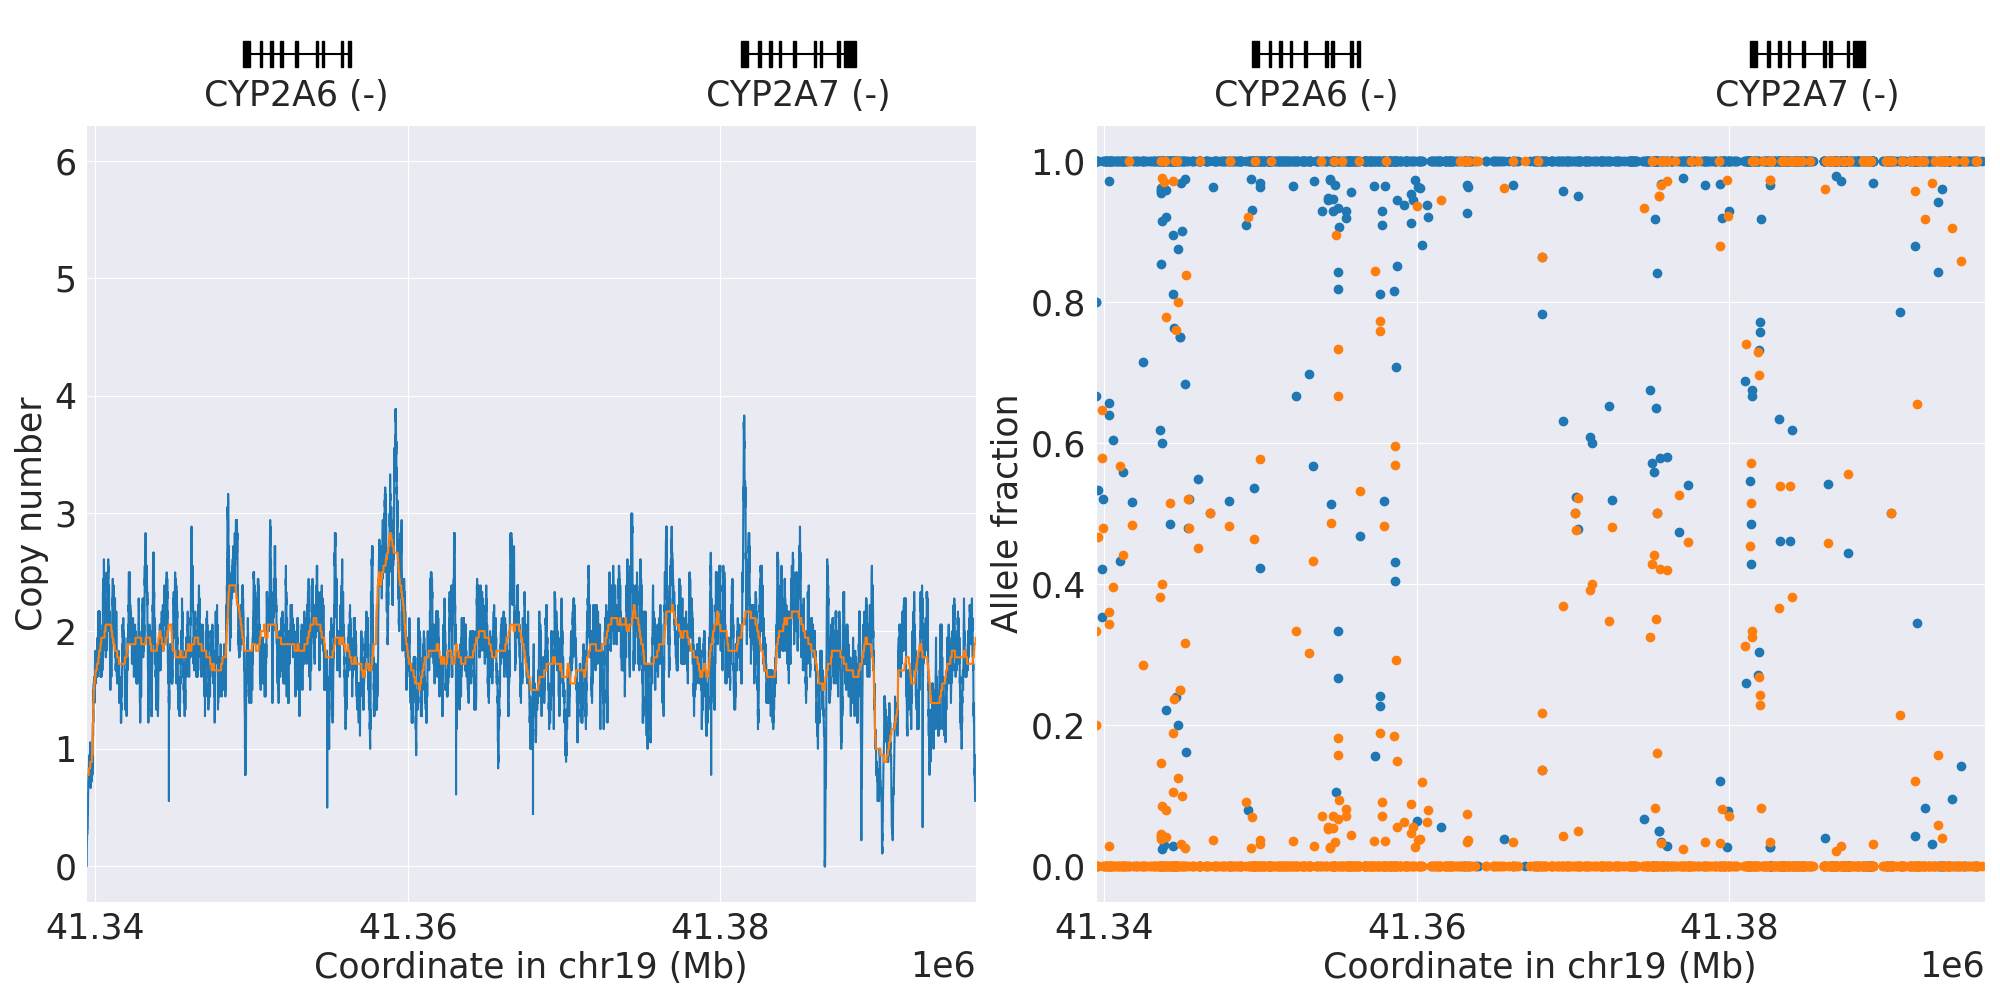 CYP2A6 (-)
CYP2A7 (-)
CYP2A6 (-)
CYP2A7 (-)
6
5
4
3
2
1
0
Copy number
41.34
41.36
41.38
Coordinate in chr19 (Mb)
1e6
1.0
0.8
0.6
0.4
0.2
0.0
Allele fraction
41.34
41.36
41.38
Coordinate in chr19 (Mb)
1e6